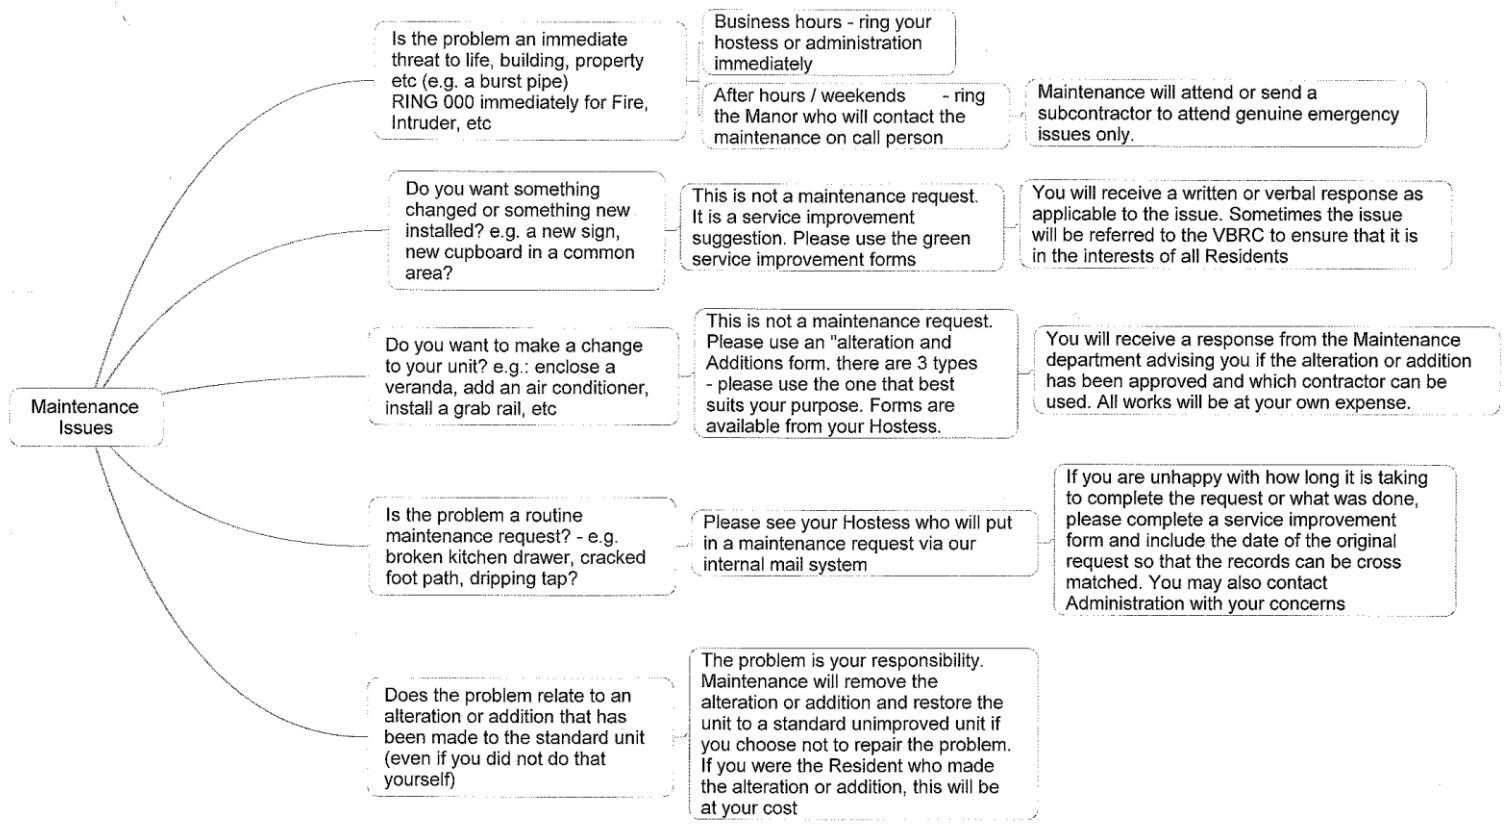 Maintenance
Issues
Is the problem an immediate
threat to life, building, property
etc (e.g. a burst pipe)
RING 000 immediately for Fire,
Intruder, etc
Business hours - ring your
hostess or administration
immediately
After hours / weekends - ring
the Manor who will contact the
maintenance on call person
Maintenance will attend or send a
subcontractor to attend genuine emergency
issues only.
Do you want something
changed or something new
installed? e.g. a new sign,
new cupboard in a common
area?
This is not a maintenance request.
It is a service improvement
suggestion. Please use the green
service improvement forms
You will receive a written or verbal response as
applicable to the issue. Sometimes the issue
will be referred to the VBRC to ensure that it is
in the interests of all Residents
Do you want to make a change
to your unit? e.g.: enclose a
veranda, add an air conditioner,
install a grab rail, etc
This is not a maintenance request.
Please use an "alteration and
Additions form. there are 3 types
- please use the one that best
suits your purpose. Forms are
available from your Hostess.
You will receive a response from the Maintenance
department advising you if the alteration or addition
has been approved and which contractor can be
used. All works will be at your own expense.
Is the problem a routine
maintenance request? - e.g.
broken kitchen drawer, cracked
foot path, dripping tap?
Please see your Hostess who will put
in a maintenance request via our
internal mail system
If you are unhappy with how long it is taking
to complete the request or what was done,
please complete a service improvement
form and include the date of the original
request so that the records can be cross
matched. You may also contact
Administration with your concerns
Does the problem relate to an
alteration or addition that has
been made to the standard unit
(even if you did not do that
yourself)
The problem is your responsibility.
Maintenance will remove the
alteration or addition and restore the
unit to a standard unimproved unit if
you choose not to repair the problem.
If you were the Resident who made
the alteration or addition, this will be
at your cost